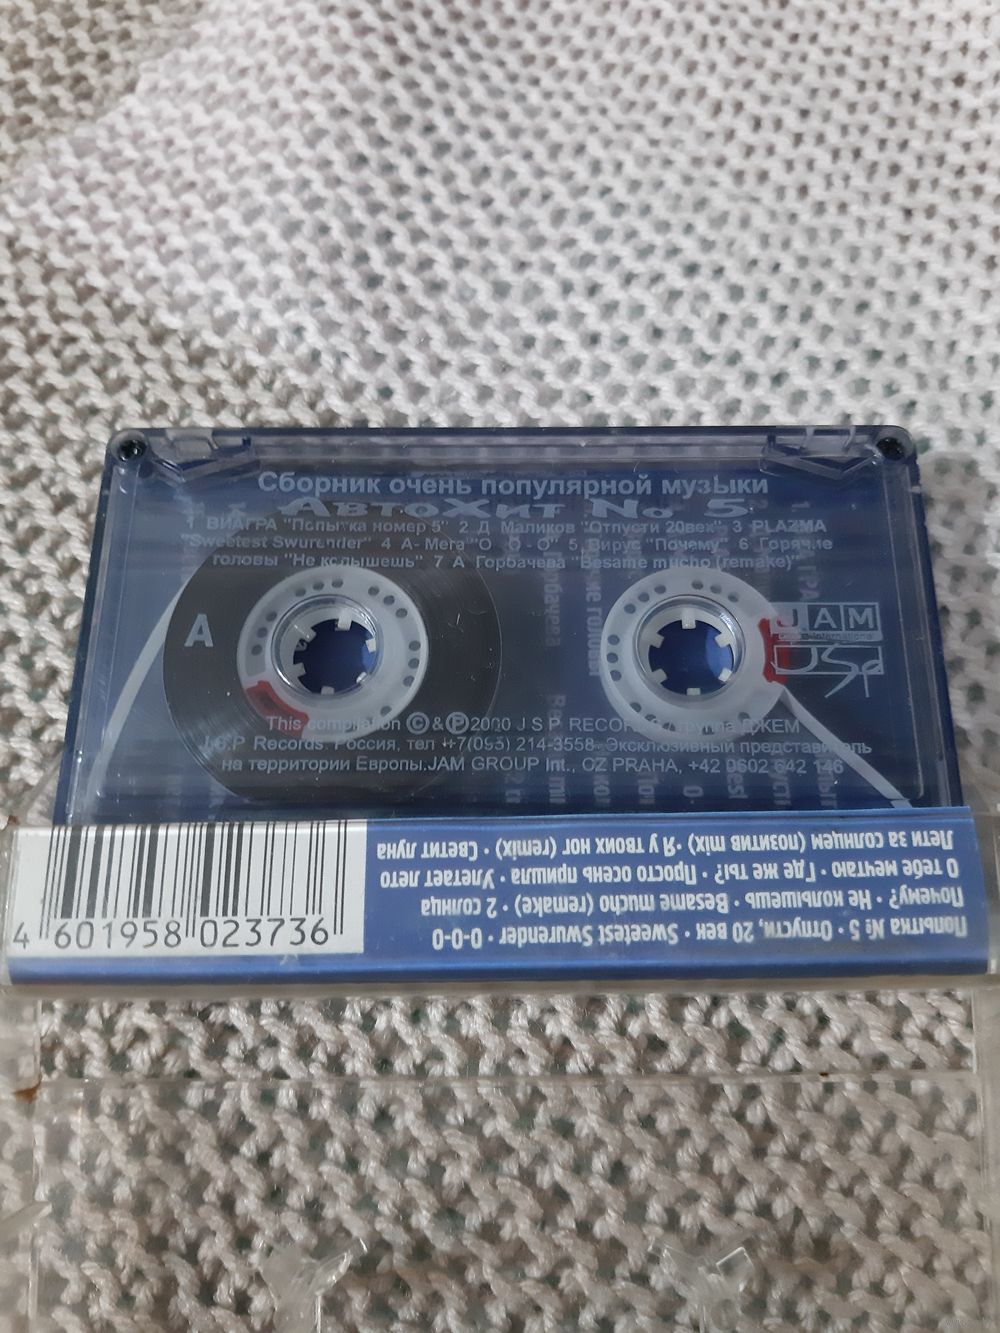 Сборник очень популярной музыки
АвтоХит No 5
1 ВИАГРА "Попытка номер 5" 2 Д. Маликов "Отпусти 20век" 3 PLAZMA
"Sweetest Swurender" 4 А-Мега "О-О-О" 5 Вирус "Почему" 6 Горячие
головы "Не колышешь" 7 А Горбачева "Besame mucho (remake)"
A
JAM
JSP
This compilation ©&℗2000 J S P RECORDS / группа ДЖЕМ
J.S.P Records. Россия, тел +7(095) 214-3558. Эксклюзивный представитель
на территории Европы.JAM GROUP Int., CZ PRAHA, +42 0602 642 146
Попытка № 5 • Отпусти, 20 век • Sweetest Swurender • О-О-О
Почему? • Не колышешь • Besame mucho (remake) • 2 солнца
О тебе мечтаю • Где же ты? • Просто осень пришла • Улетает лето
Лети за солнцем (позитив mix) • Я у твоих ног (remix) • Светит луна
4 601958 023736